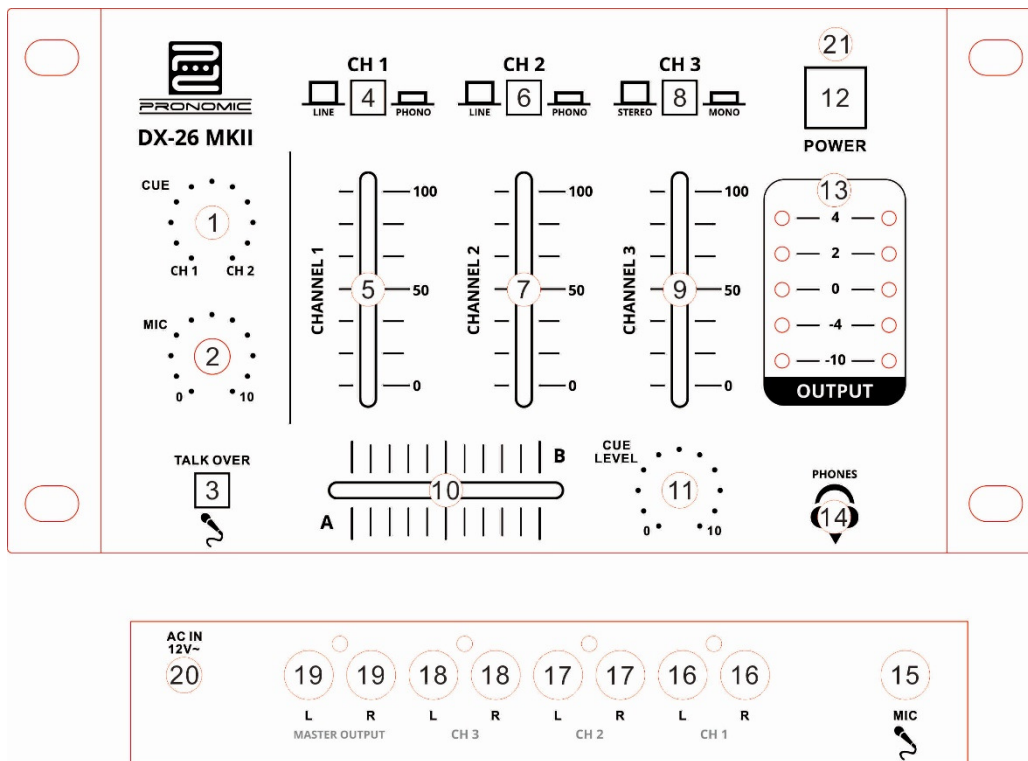 CH 1 CH 2 CH 3 21
4 6 8 12
LINE PHONO LINE PHONO STEREO MONO
PRONOMIC
DX-26 MKII
POWER
CUE
1
CH 1 CH 2
MIC
2
0 10
TALK OVER
3
CHANNEL 1
100
5 50
0
CHANNEL 2
100
7 50
0
CHANNEL 3
100
9 50
0
13
4
2
0
-4
-10
OUTPUT
B
10
A
CUE
LEVEL
11
0 10
PHONES
14
AC IN
12V~
20 19 19 18 18 17 17 16 16 15
L R L R L R L R MIC
MASTER OUTPUT CH 3 CH 2 CH 1